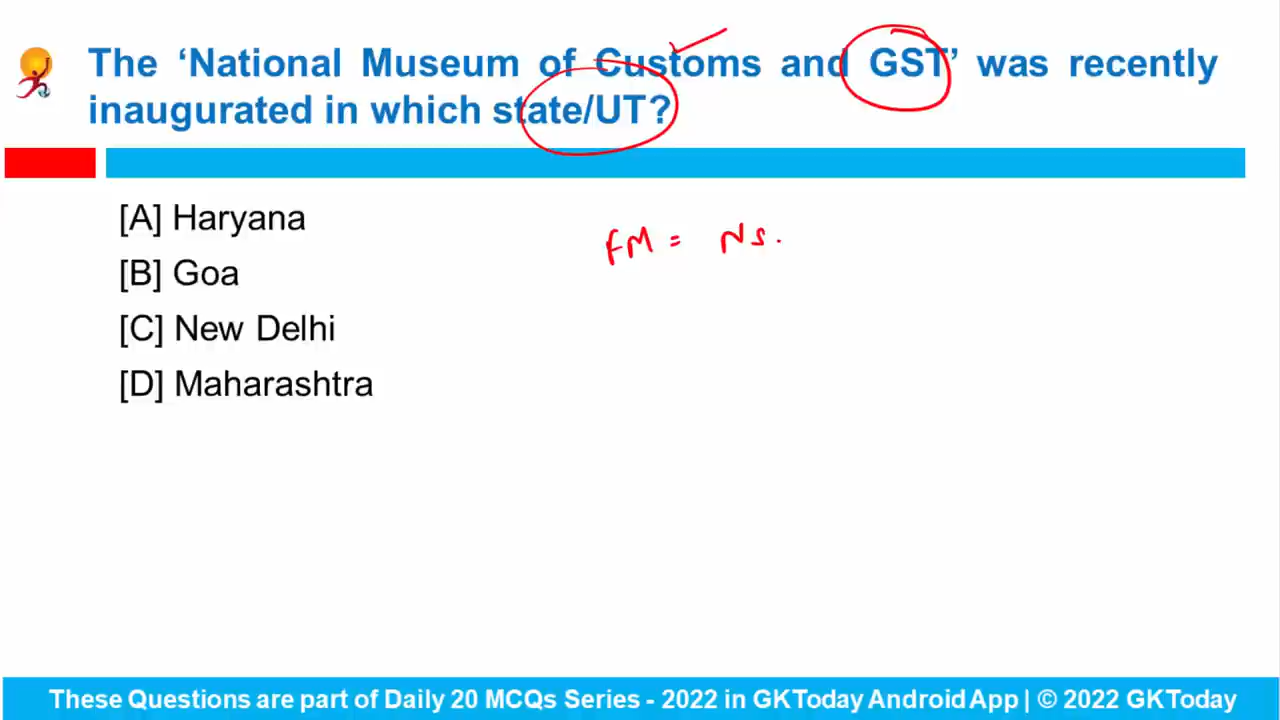 The ‘National Museum of Customs and GST’ was recently
inaugurated in which state/UT?
[A] Haryana
FM = NS.
[B] Goa
[C] New Delhi
[D] Maharashtra
These Questions are part of Daily 20 MCQs Series - 2022 in GKToday Android App | © 2022 GKToday